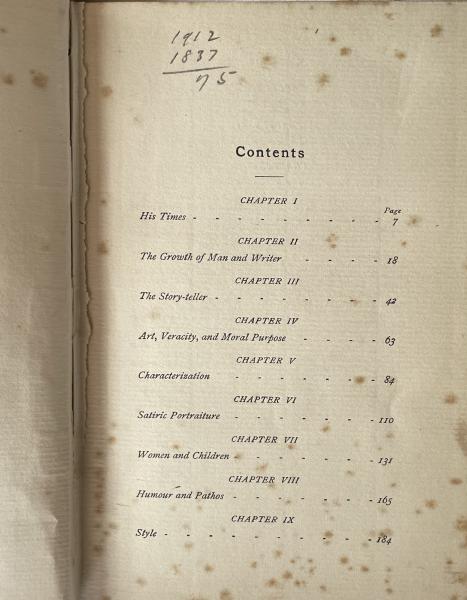 1912
1837
75
Contents
CHAPTER I
Page
His Times - - - - - - - - - 7
CHAPTER II
The Growth of Man and Writer - - - - 18
CHAPTER III
The Story-teller - - - - - - - - 42
CHAPTER IV
Art, Veracity, and Moral Purpose - - - - 63
CHAPTER V
Characterization - - - - - - - 84
CHAPTER VI
Satiric Portraiture - - - - - - - 110
CHAPTER VII
Women and Children - - - - - - - 131
CHAPTER VIII
Humour and Pathos - - - - - - - 165
CHAPTER IX
Style - - - - - - - - - - 184